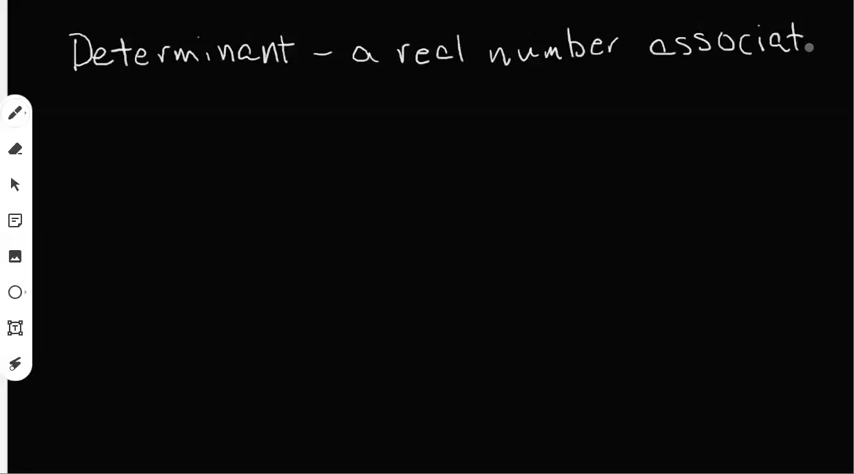 Determinant – a real number associat